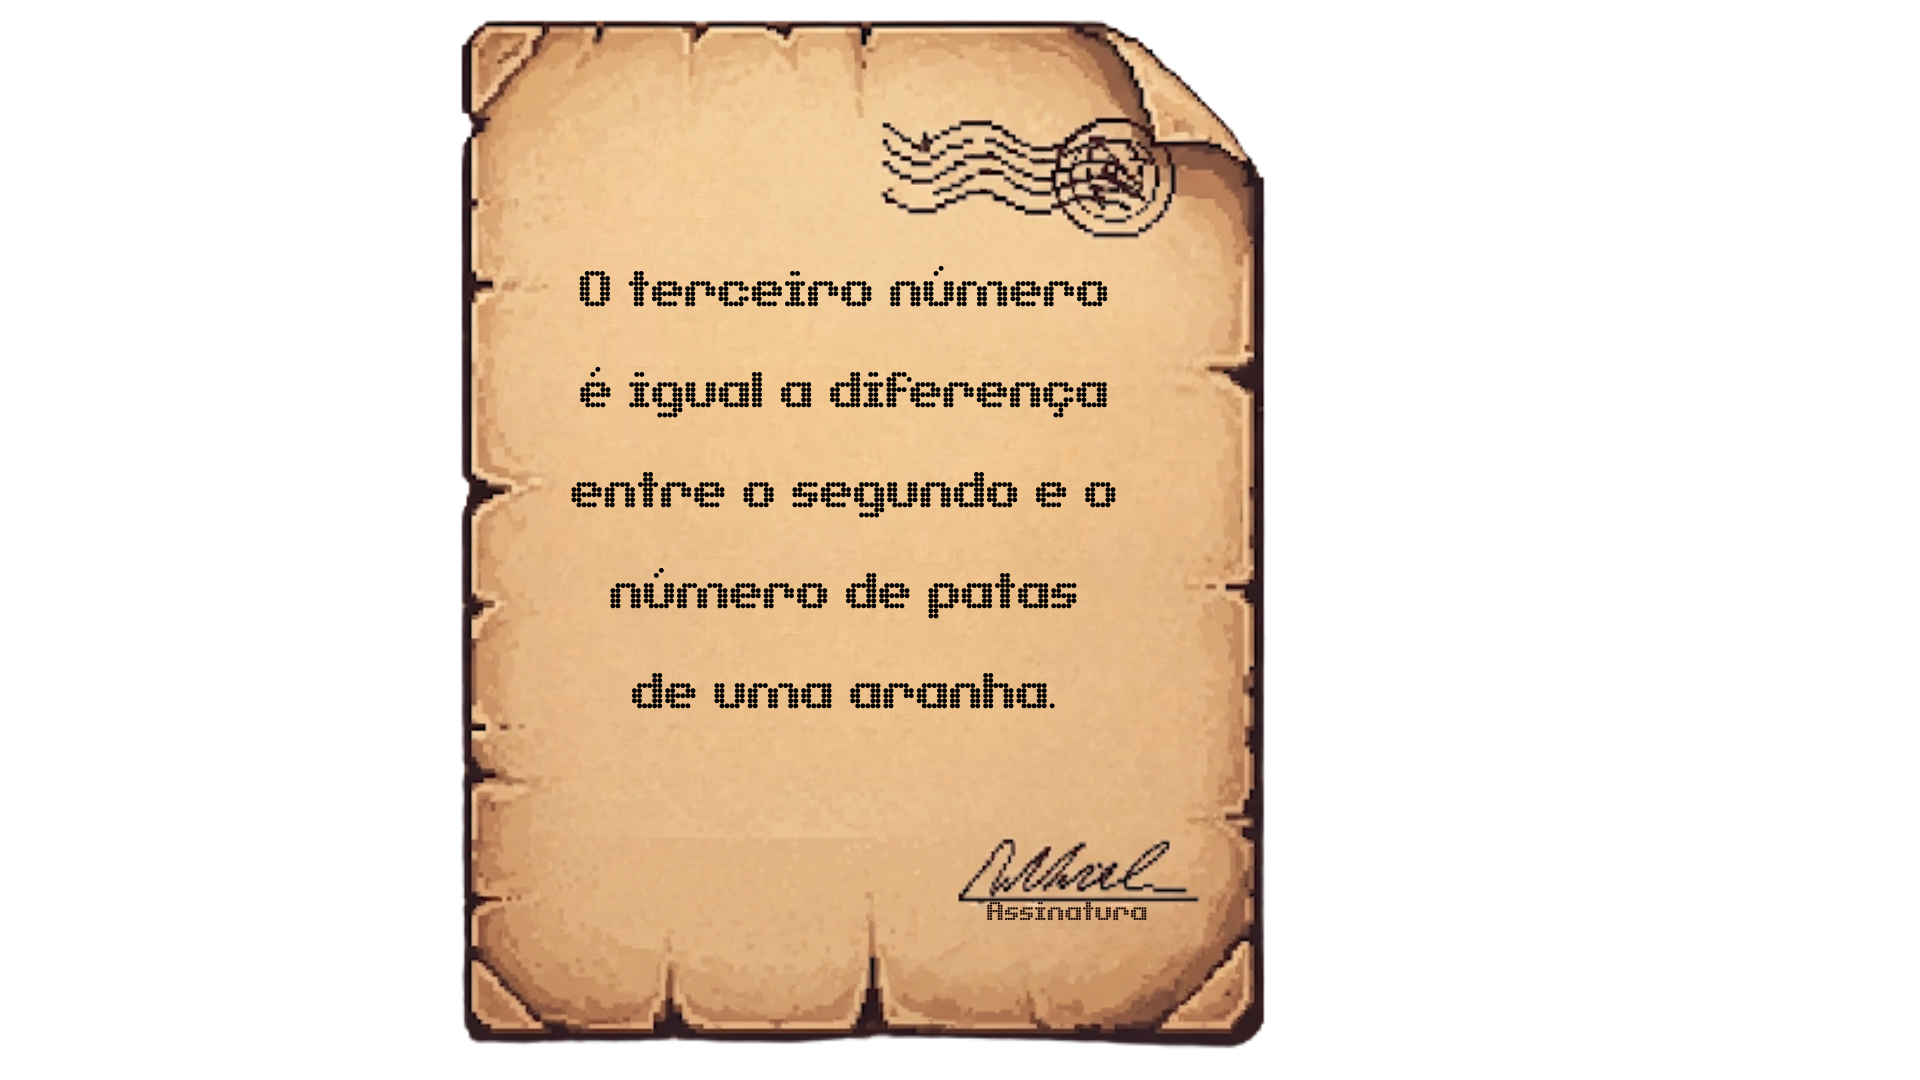 O terceiro número
é igual a diferença
entre o segundo e o
número de patas
de uma aranha.
Assinatura